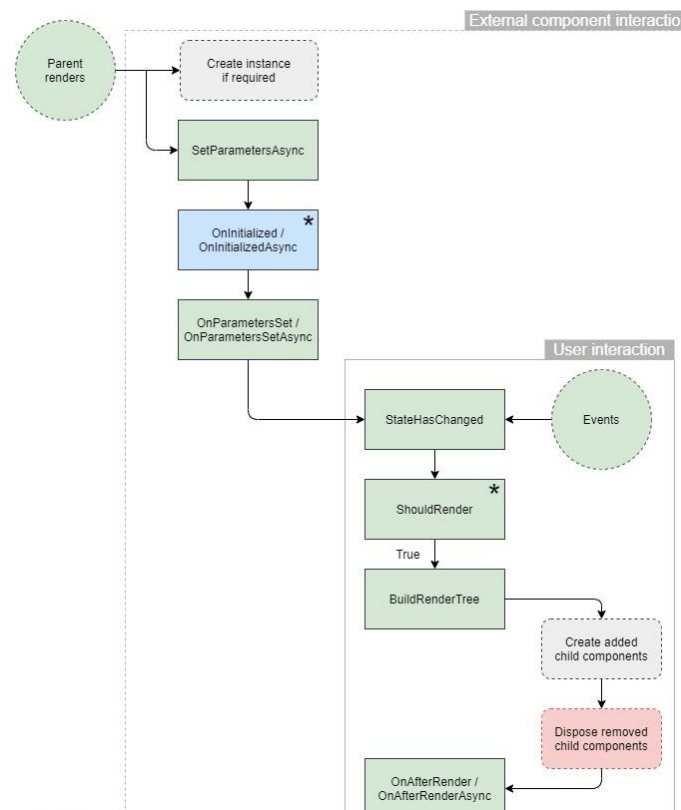 External component interactio
Parent
renders
Create instance
if required
SetParametersAsync
*
OnInitialized /
OnInitializedAsync
OnParametersSet /
OnParametersSetAsync
User interaction
StateHasChanged
Events
*
ShouldRender
True
BuildRenderTree
Create added
child components
Dispose removed
child components
OnAfterRender /
OnAfterRenderAsync